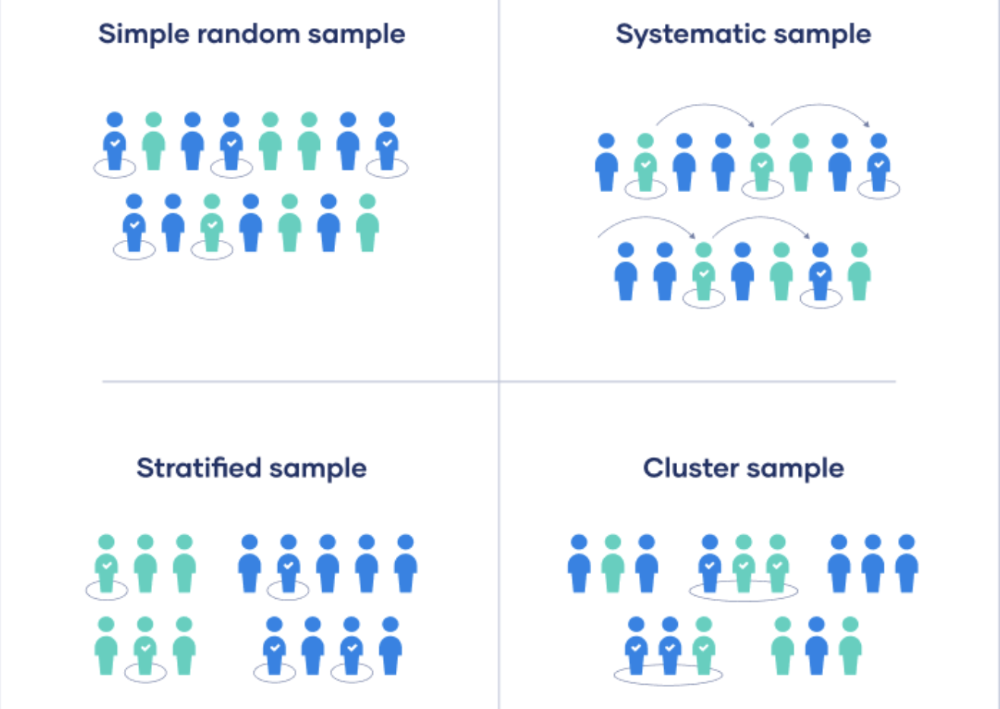 Simple random sample
Systematic sample
Stratified sample
Cluster sample